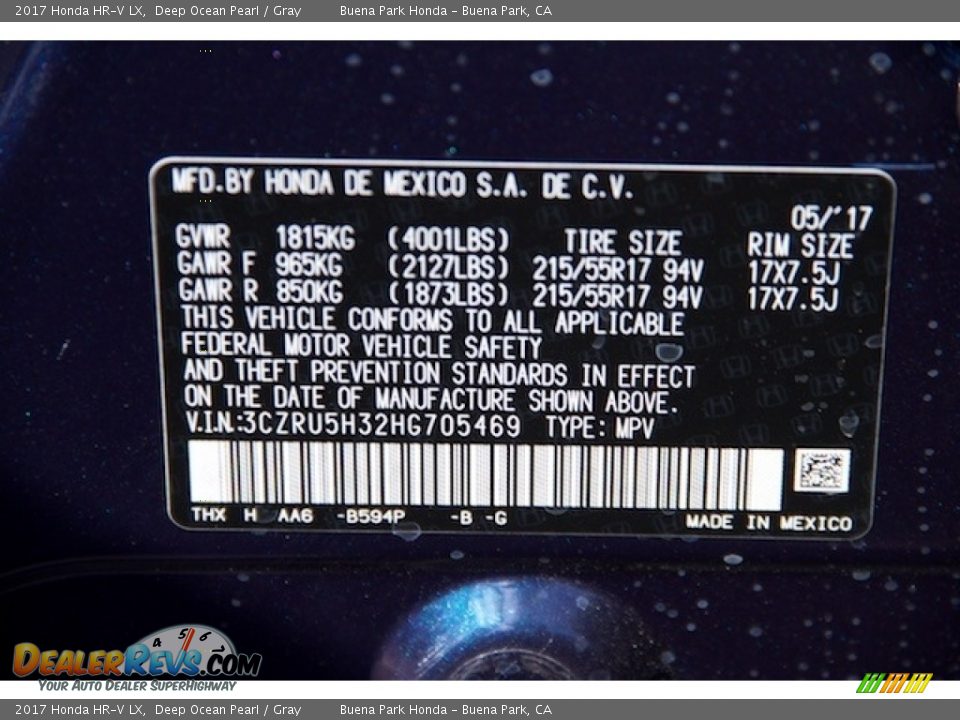 2017 Honda HR-V LX, Deep Ocean Pearl / Gray Buena Park Honda - Buena Park, CA
MFD.BY HONDA DE MEXICO S.A. DE C.V.
05/'17
GVWR 1815KG (4001LBS) TIRE SIZE RIM SIZE
GAWR F 965KG (2127LBS) 215/55R17 94V 17X7.5J
GAWR R 850KG (1873LBS) 215/55R17 94V 17X7.5J
THIS VEHICLE CONFORMS TO ALL APPLICABLE
FEDERAL MOTOR VEHICLE SAFETY
AND THEFT PREVENTION STANDARDS IN EFFECT
ON THE DATE OF MANUFACTURE SHOWN ABOVE.
V.I.N.:3CZRU5H32HG705469 TYPE: MPV
THX H AA6 -B594P -B -G MADE IN MEXICO
4 5 6
DEALERREVS.COM
YOUR AUTO DEALER SUPERHIGHWAY
2017 Honda HR-V LX, Deep Ocean Pearl / Gray Buena Park Honda - Buena Park, CA